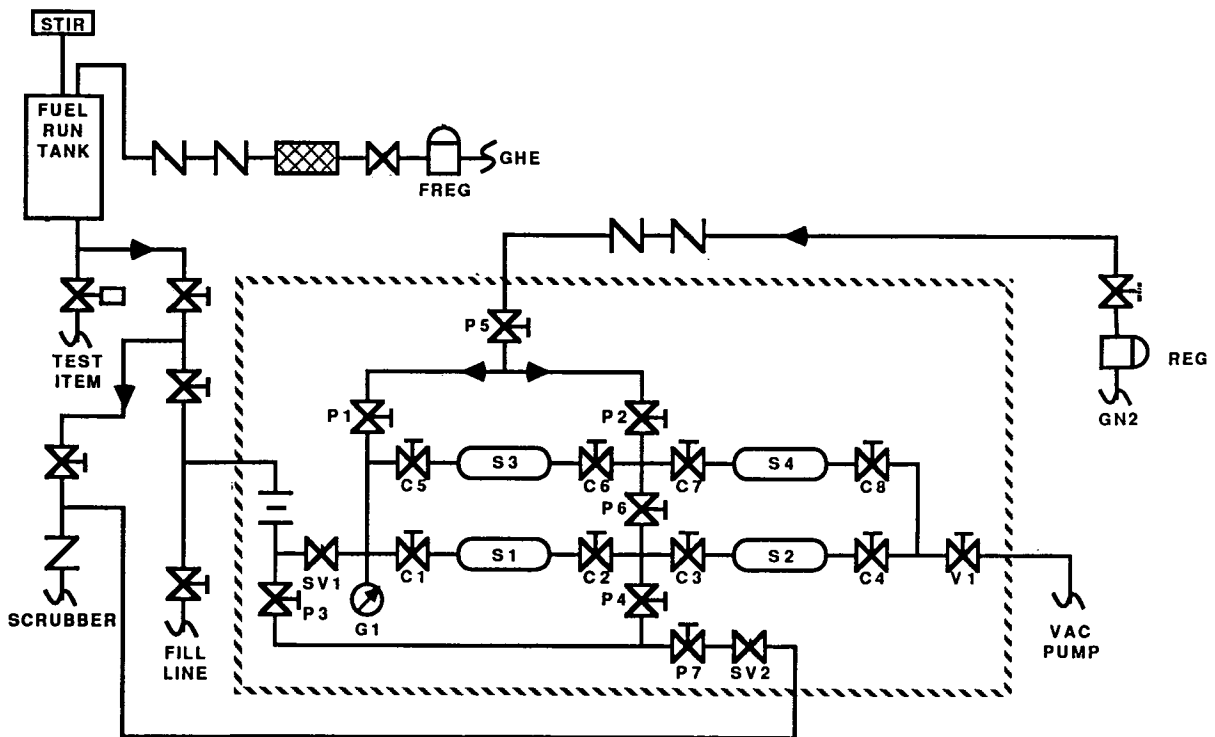 STIR
FUEL
RUN
TANK
GHE
FREG
TEST
ITEM
P5
REG
GN2
P1
P2
S3
S4
C5
C6
C7
C8
P6
S1
S2
SV1
C1
C2
C3
C4
V1
P3
G1
P4
SCRUBBER
FILL
LINE
P7
SV2
VAC
PUMP